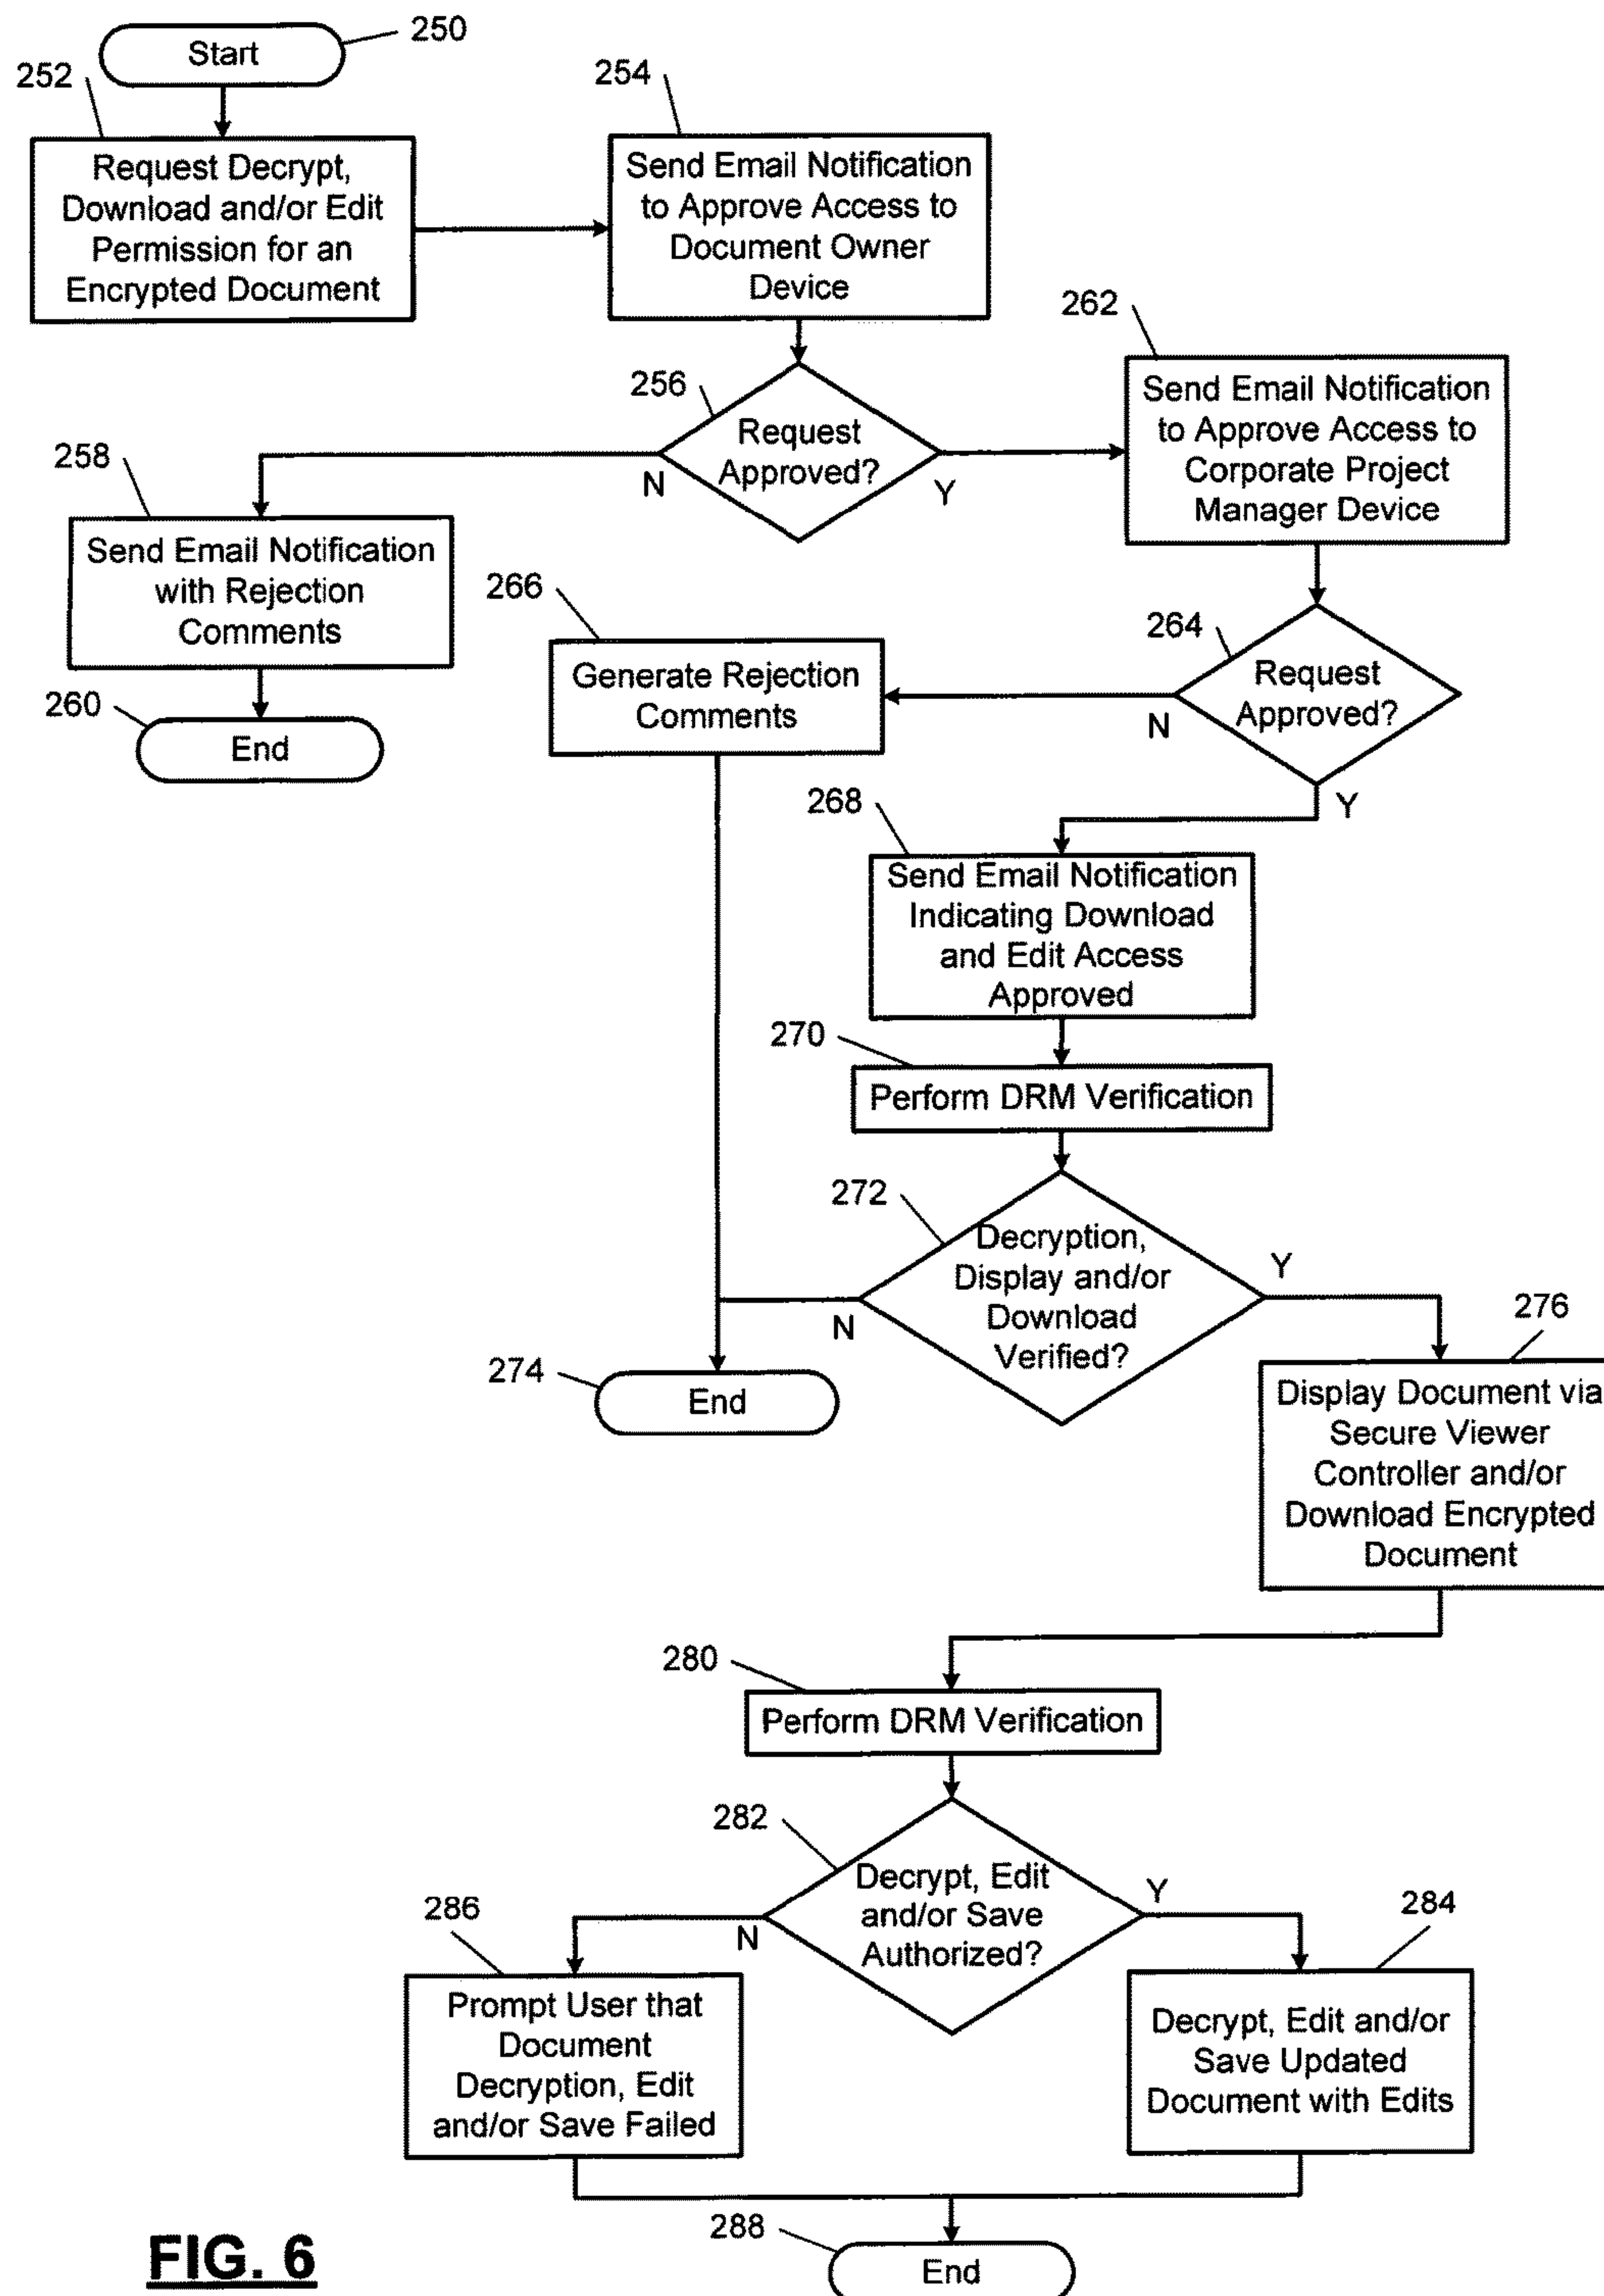 250
Start
252
254
Request Decrypt,
Download and/or Edit
Permission for an
Encrypted Document
Send Email Notification
to Approve Access to
Document Owner
Device
262
256
Request
Approved?
N
Y
Send Email Notification
to Approve Access to
Corporate Project
Manager Device
258
Send Email Notification
with Rejection
Comments
260
End
266
Generate Rejection
Comments
264
Request
Approved?
N
Y
268
Send Email Notification
Indicating Download
and Edit Access
Approved
270
Perform DRM Verification
272
Decryption,
Display and/or
Download
Verified?
N
Y
274
End
276
Display Document via
Secure Viewer
Controller and/or
Download Encrypted
Document
280
Perform DRM Verification
282
Decrypt, Edit
and/or Save
Authorized?
N
Y
286
Prompt User that
Document
Decryption, Edit
and/or Save Failed
284
Decrypt, Edit and/or
Save Updated
Document with Edits
288
End
FIG. 6